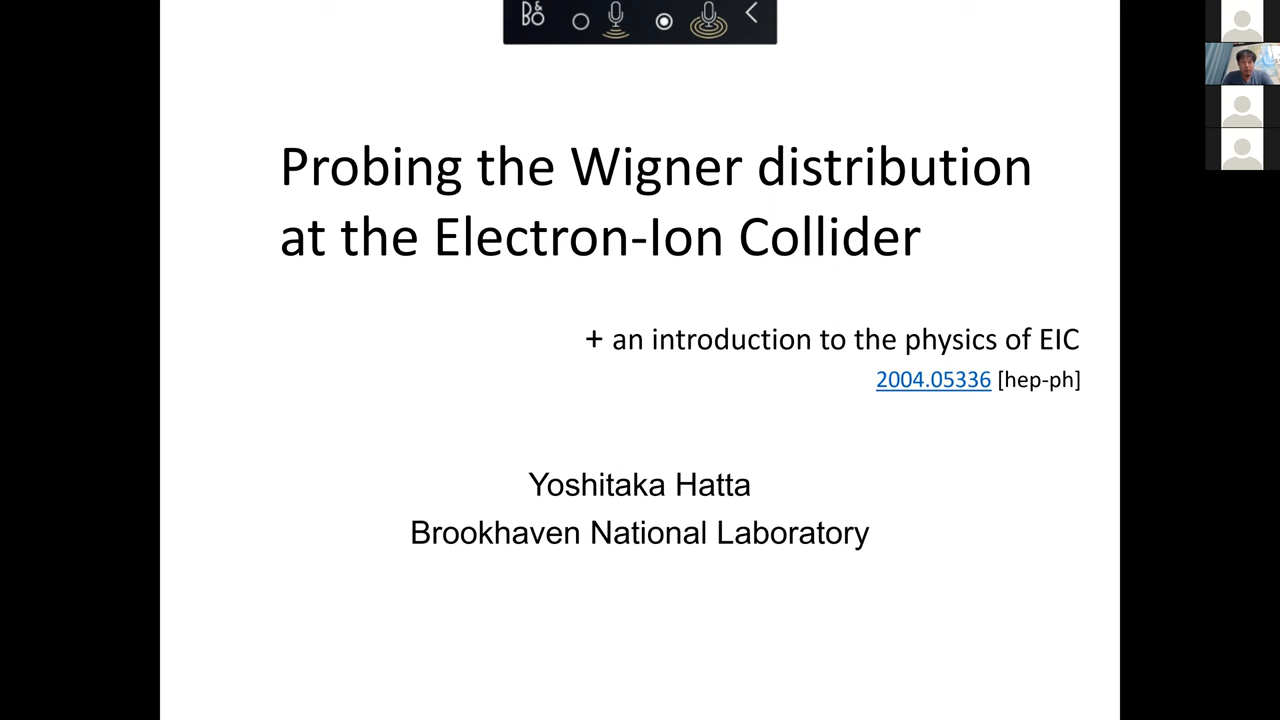 B&O
Probing the Wigner distribution
at the Electron-Ion Collider
+ an introduction to the physics of EIC
2004.05336 [hep-ph]
Yoshitaka Hatta
Brookhaven National Laboratory